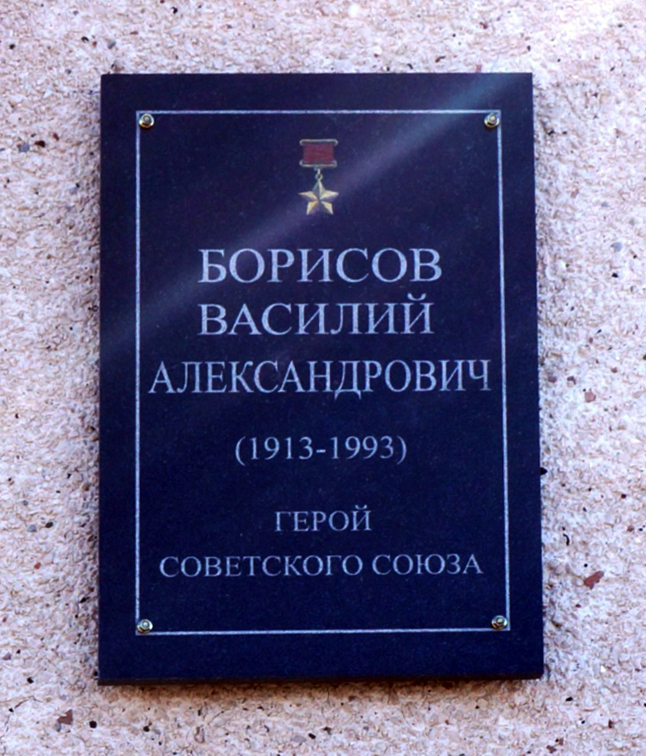 БОРИСОВ
ВАСИЛИЙ
АЛЕКСАНДРОВИЧ
(1913-1993)
ГЕРОЙ
СОВЕТСКОГО СОЮЗА